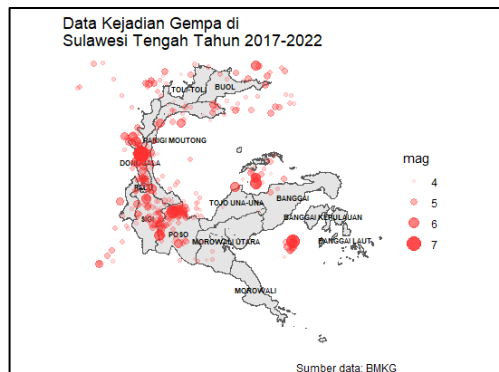 Data Kejadian Gempa di
Sulawesi Tengah Tahun 2017-2022
TOLI-TOLI
BUOL
PARIGI MOUTONG
DONGGALA
PALU
SIGI
POSO
TOJO UNA-UNA
BANGGAI
BANGGAI KEPULAUAN
MOROWALI UTARA
BANGGAI LAUT
MOROWALI
mag
4
5
6
7
Sumber data: BMKG